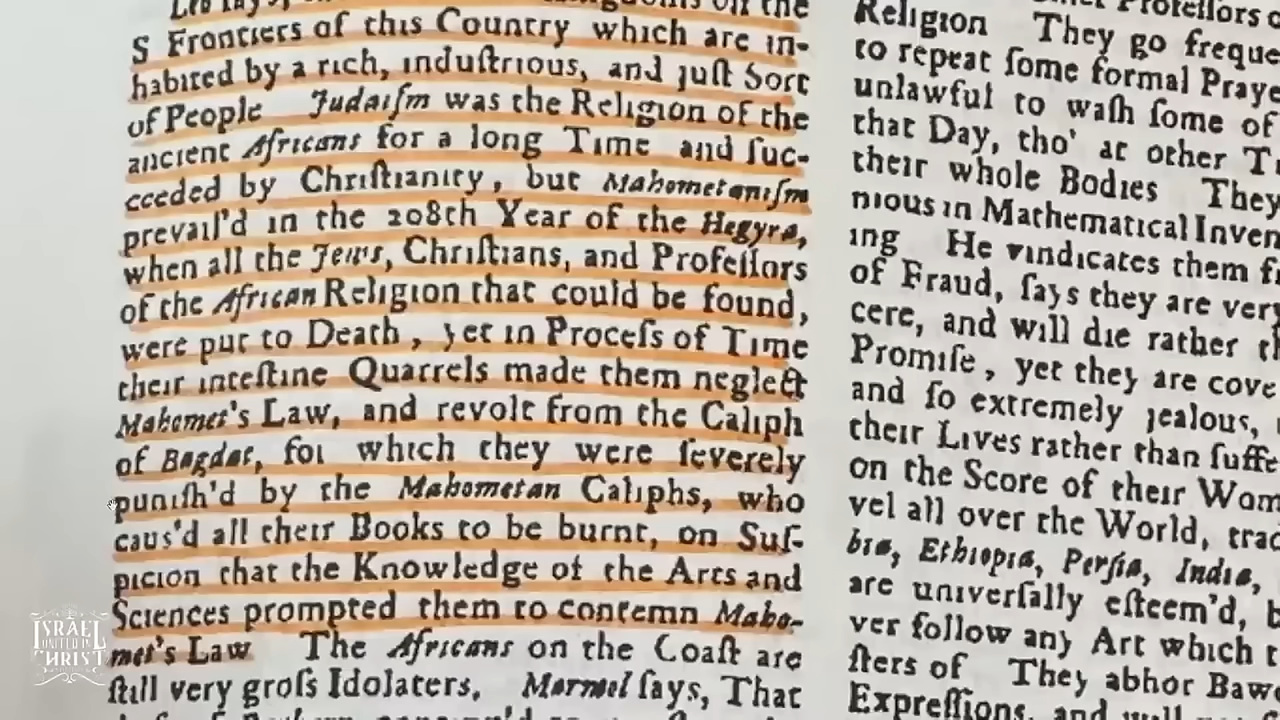 Leo says,
the
S Frontiers of this Country which are in-
habited by a rich, industrious, and just Sort
of People Judaiſm was the Religion of the
ancient Africans for a long Time and ſuc-
ceeded by Chriſtianity, but Mahometaniſm
prevail'd in the 208th Year of the Hegyra,
when all the Jews, Chriſtians, and Profeſſors
of the African Religion that could be found,
were put to Death, yet in Proceſs of Time
their inteſtine Quarrels made them neglect
Mahomet's Law, and revolt from the Caliph
of Bagdat, for which they were ſeverely
puniſh'd by the Mahometan Caliphs, who
caus'd all their Books to be burnt, on Suſ-
picion that the Knowledge of the Arts and
Sciences prompted them to contemn Maho-
met's Law The Africans on the Coaſt are
ſtill very groſs Idolaters, Marmol ſays, That
Profeſſors
Religion They go freque
to repeat ſome formal Praye
unlawful to waſh ſome of
that Day, tho' at other T
their whole Bodies They
nious in Mathematical Inven
ing He vindicates them f
of Fraud, ſays they are very
cere, and will die rather t
Promiſe, yet they are cove
and ſo extremely jealous,
their Lives rather than ſuffe
on the Score of their Wom
vel all over the World, trad
bia, Ethiopia, Perſia, India,
are univerſally eſteem'd, b
ver follow any Art which t
ſters of They abhor Baw
Expreſſions, and will
ISRAEL
UNITED IN
CHRIST